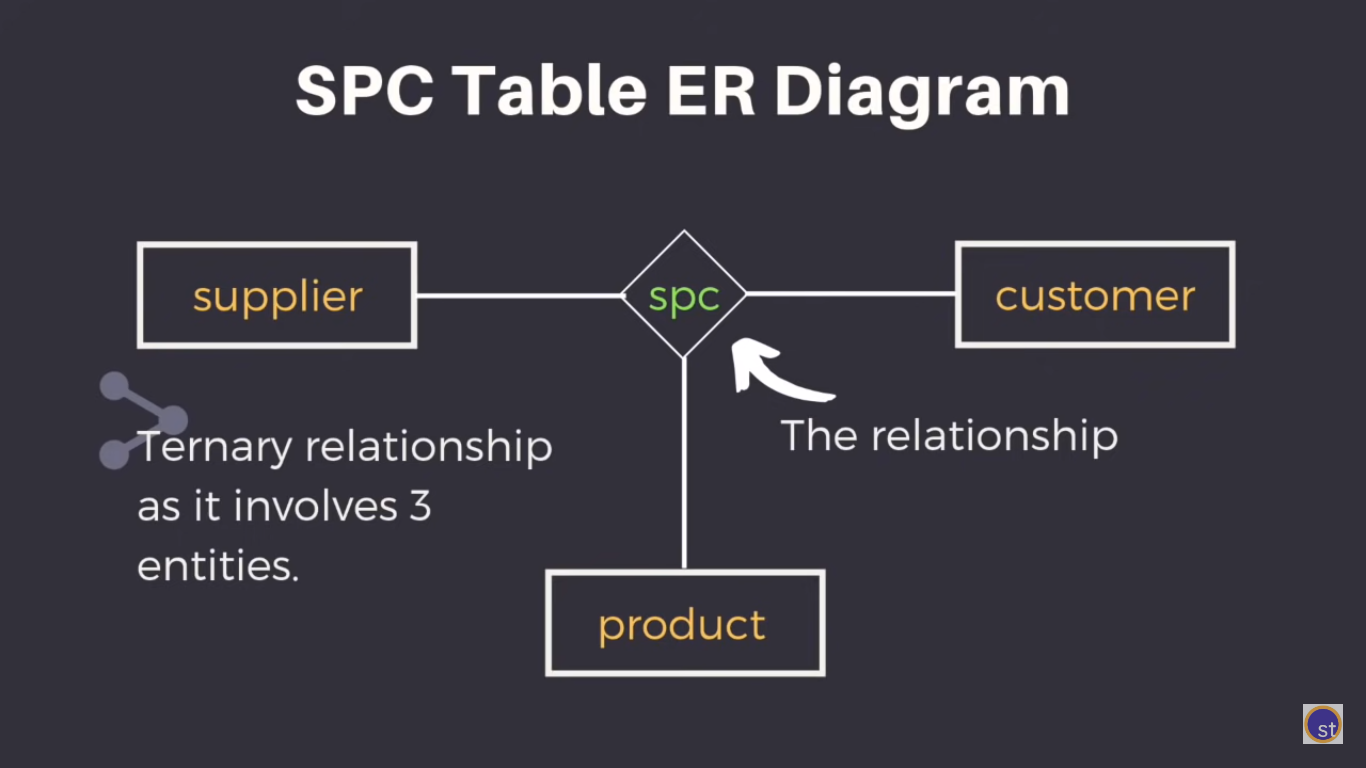 SPC Table ER Diagram
supplier
spc
customer
Ternary relationship
as it involves 3
entities.
The relationship
product
st